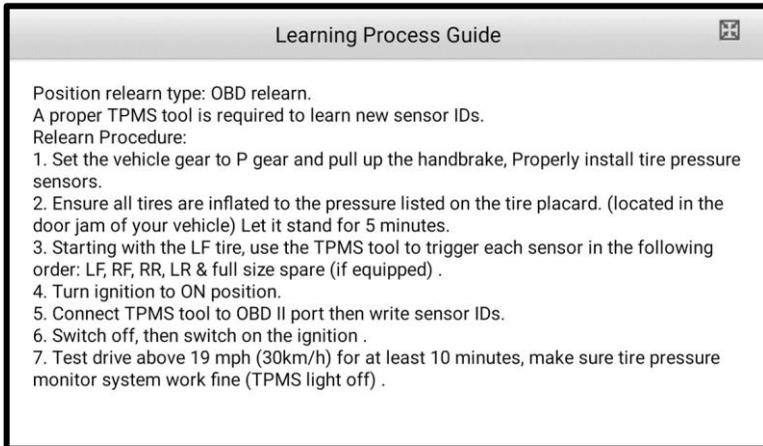 Learning Process Guide
Position relearn type: OBD relearn.
A proper TPMS tool is required to learn new sensor IDs.
Relearn Procedure:
1. Set the vehicle gear to P gear and pull up the handbrake, Properly install tire pressure
sensors.
2. Ensure all tires are inflated to the pressure listed on the tire placard. (located in the
door jam of your vehicle) Let it stand for 5 minutes.
3. Starting with the LF tire, use the TPMS tool to trigger each sensor in the following
order: LF, RF, RR, LR & full size spare (if equipped) .
4. Turn ignition to ON position.
5. Connect TPMS tool to OBD II port then write sensor IDs.
6. Switch off, then switch on the ignition .
7. Test drive above 19 mph (30km/h) for at least 10 minutes, make sure tire pressure
monitor system work fine (TPMS light off) .